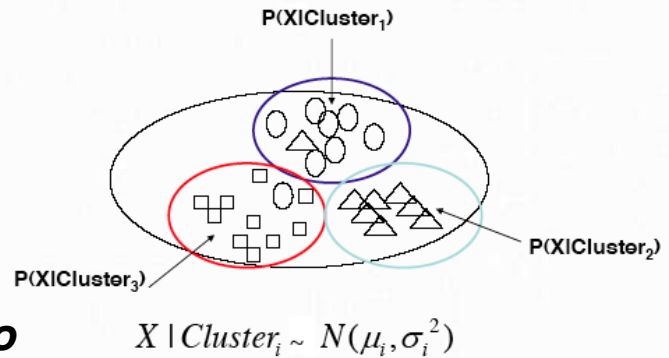 P(X|Cluster₁)
P(X|Cluster₂)
P(X|Cluster₃)
X | Clusterᵢ ~ N(μᵢ, σᵢ²)